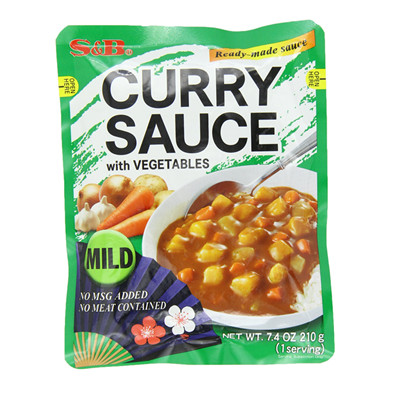 S&B®
Ready-made sauce
OPEN HERE
OPEN HERE
CURRY
SAUCE
with VEGETABLES
MILD
NO MSG ADDED
NO MEAT CONTAINED
NET WT. 7.4 OZ 210 g
(1 serving)